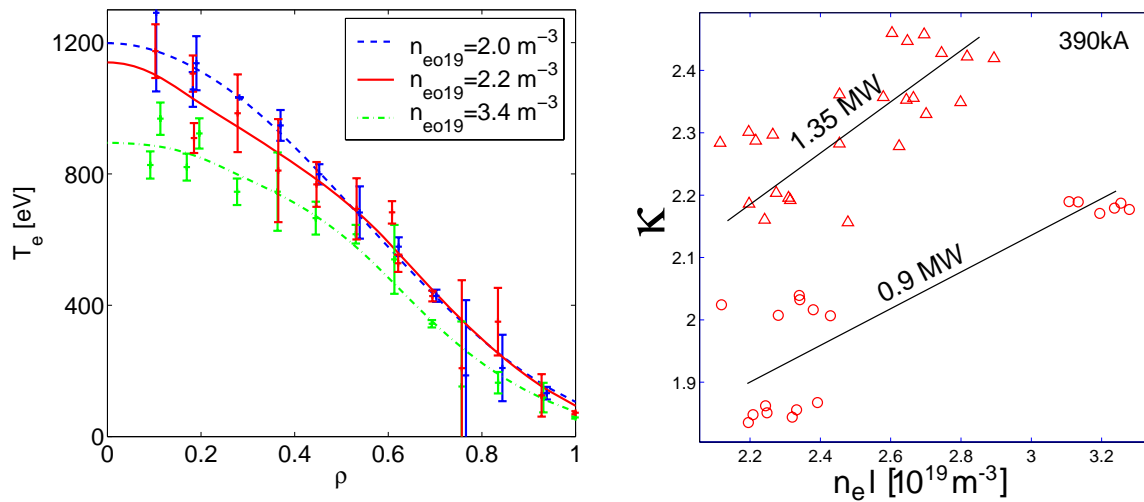 1200
800
400
0
T_e [eV]
0 0.2 0.4 0.6 0.8 1
ρ
n_eo19=2.0 m^-3
n_eo19=2.2 m^-3
n_eo19=3.4 m^-3
390kA
2.4
2.3
2.2
2.1
2
1.9
κ
1.35 MW
0.9 MW
2.2 2.4 2.6 2.8 3 3.2
n_e l [10^19 m^-3]